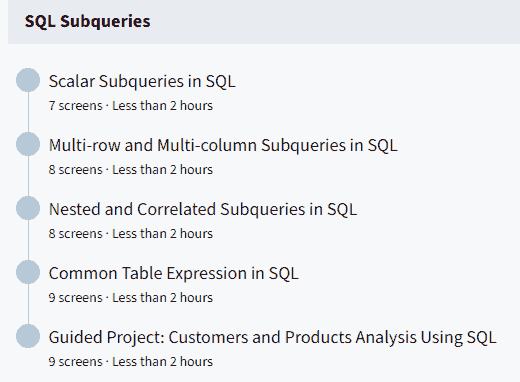 SQL Subqueries
Scalar Subqueries in SQL
7 screens · Less than 2 hours
Multi-row and Multi-column Subqueries in SQL
8 screens · Less than 2 hours
Nested and Correlated Subqueries in SQL
8 screens · Less than 2 hours
Common Table Expression in SQL
9 screens · Less than 2 hours
Guided Project: Customers and Products Analysis Using SQL
9 screens · Less than 2 hours